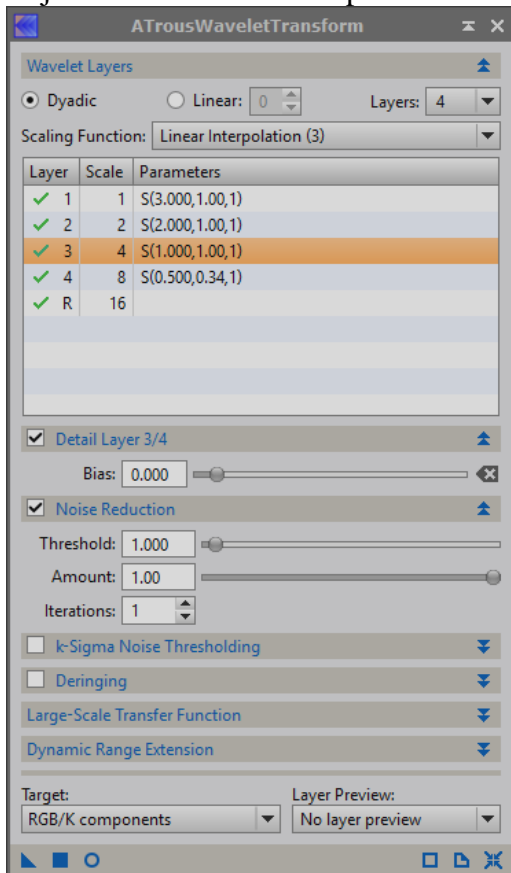 ATrousWaveletTransform
Wavelet Layers
Dyadic Linear: 0 Layers: 4
Scaling Function: Linear Interpolation (3)
Layer Scale Parameters
1 1 S(3.000,1.00,1)
2 2 S(2.000,1.00,1)
3 4 S(1.000,1.00,1)
4 8 S(0.500,0.34,1)
R 16
Detail Layer 3/4
Bias: 0.000
Noise Reduction
Threshold: 1.000
Amount: 1.00
Iterations: 1
k-Sigma Noise Thresholding
Deringing
Large-Scale Transfer Function
Dynamic Range Extension
Target: Layer Preview:
RGB/K components No layer preview